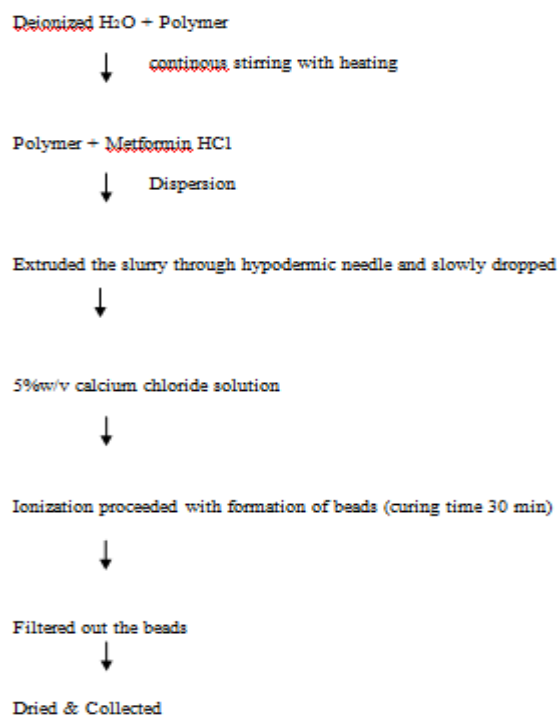 Deionized H2O + Polymer
continous stirring with heating
Polymer + Metformin HCl
Dispersion
Extruded the slurry through hypodermic needle and slowly dropped
5%w/v calcium chloride solution
Ionization proceeded with formation of beads (curing time 30 min)
Filtered out the beads
Dried & Collected